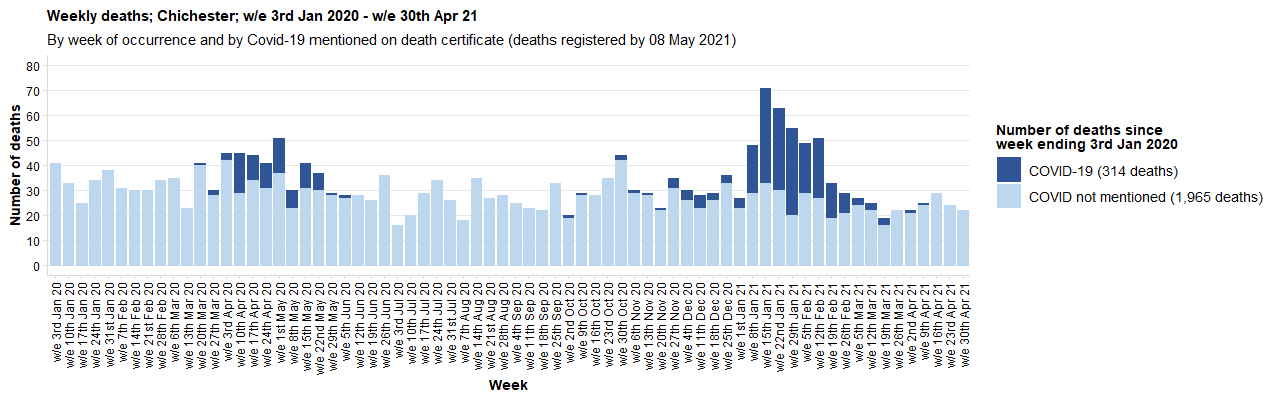 Weekly deaths; Chichester; w/e 3rd Jan 2020 - w/e 30th Apr 21
By week of occurrence and by Covid-19 mentioned on death certificate (deaths registered by 08 May 2021)
Number of deaths
80
70
60
50
40
30
20
10
0
w/e 3rd Jan 20
w/e 10th Jan 20
w/e 17th Jan 20
w/e 24th Jan 20
w/e 31st Jan 20
w/e 7th Feb 20
w/e 14th Feb 20
w/e 21st Feb 20
w/e 28th Feb 20
w/e 6th Mar 20
w/e 13th Mar 20
w/e 20th Mar 20
w/e 27th Mar 20
w/e 3rd Apr 20
w/e 10th Apr 20
w/e 17th Apr 20
w/e 24th Apr 20
w/e 1st May 20
w/e 8th May 20
w/e 15th May 20
w/e 22nd May 20
w/e 29th May 20
w/e 5th Jun 20
w/e 12th Jun 20
w/e 19th Jun 20
w/e 26th Jun 20
w/e 3rd Jul 20
w/e 10th Jul 20
w/e 17th Jul 20
w/e 24th Jul 20
w/e 31st Jul 20
w/e 7th Aug 20
w/e 14th Aug 20
w/e 21st Aug 20
w/e 28th Aug 20
w/e 4th Sep 20
w/e 11th Sep 20
w/e 18th Sep 20
w/e 25th Sep 20
w/e 2nd Oct 20
w/e 9th Oct 20
w/e 16th Oct 20
w/e 23rd Oct 20
w/e 30th Oct 20
w/e 6th Nov 20
w/e 13th Nov 20
w/e 20th Nov 20
w/e 27th Nov 20
w/e 4th Dec 20
w/e 11th Dec 20
w/e 18th Dec 20
w/e 25th Dec 20
w/e 1st Jan 21
w/e 8th Jan 21
w/e 15th Jan 21
w/e 22nd Jan 21
w/e 29th Jan 21
w/e 5th Feb 21
w/e 12th Feb 21
w/e 19th Feb 21
w/e 26th Feb 21
w/e 5th Mar 21
w/e 12th Mar 21
w/e 19th Mar 21
w/e 26th Mar 21
w/e 2nd Apr 21
w/e 9th Apr 21
w/e 16th Apr 21
w/e 23rd Apr 21
w/e 30th Apr 21
Week
Number of deaths since
week ending 3rd Jan 2020
COVID-19 (314 deaths)
COVID not mentioned (1,965 deaths)